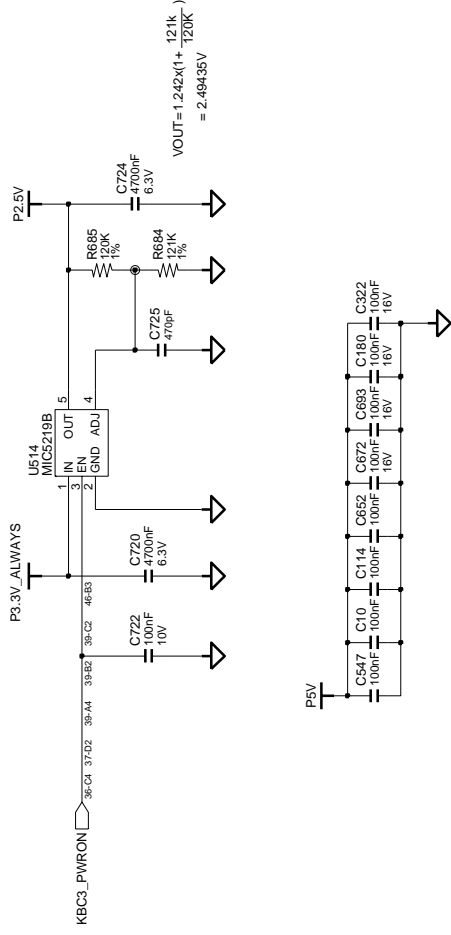 P3.3V_ALWAYS
P2.5V
U514
MIC5219B
1 IN OUT 5
3 EN
2 GND ADJ 4
KBC3_PWRON
36-C4 37-D2 39-A4 39-B2 39-C2 46-B3
C722
100nF
10V
C720
4700nF
6.3V
C725
470pF
R685
120K
1%
R684
121K
1%
C724
4700nF
6.3V
VOUT=1.242x(1+ 121k
120K )
= 2.49435V
P5V
C547
100nF
C10
100nF
C114
100nF
C652
100nF
C672
100nF
16V
C693
100nF
16V
C180
100nF
16V
C322
100nF
16V